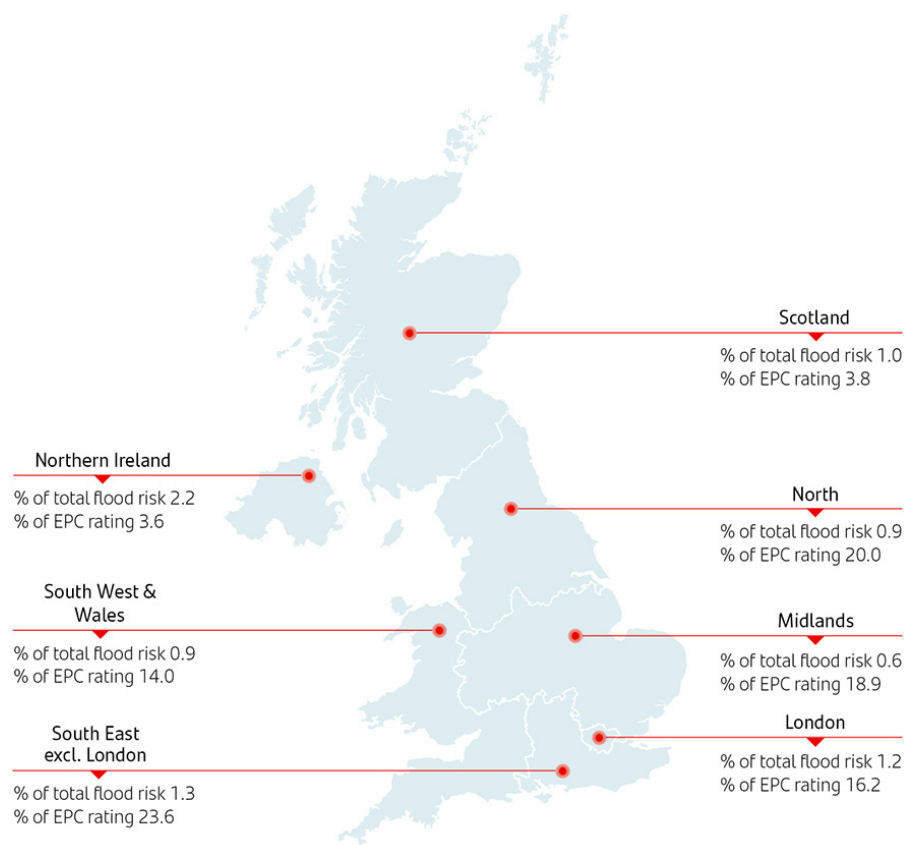 Scotland
% of total flood risk 1.0
% of EPC rating 3.8
Northern Ireland
% of total flood risk 2.2
% of EPC rating 3.6
North
% of total flood risk 0.9
% of EPC rating 20.0
South West &
Wales
% of total flood risk 0.9
% of EPC rating 14.0
Midlands
% of total flood risk 0.6
% of EPC rating 18.9
South East
excl. London
% of total flood risk 1.3
% of EPC rating 23.6
London
% of total flood risk 1.2
% of EPC rating 16.2